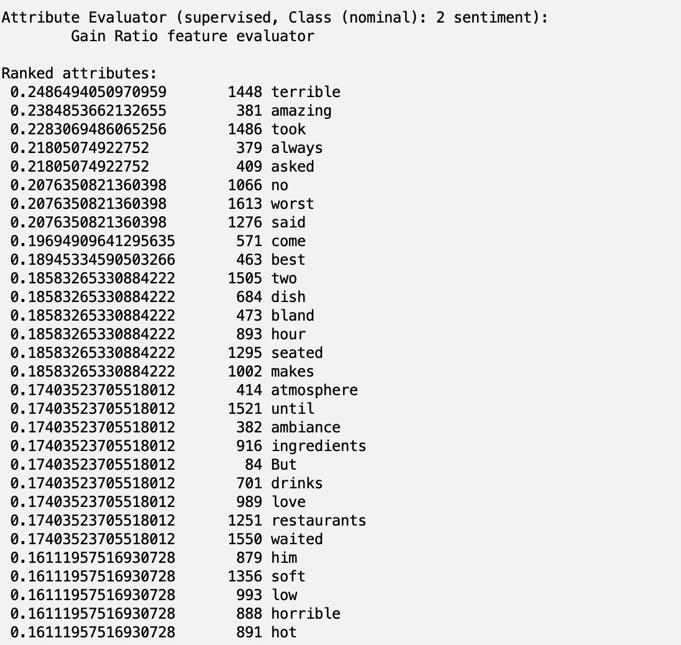 Attribute Evaluator (supervised, Class (nominal): 2 sentiment):
Gain Ratio feature evaluator
Ranked attributes:
0.2486494050970959 1448 terrible
0.2384853662132655 381 amazing
0.2283069486065256 1486 took
0.21805074922752 379 always
0.21805074922752 409 asked
0.2076350821360398 1066 no
0.2076350821360398 1613 worst
0.2076350821360398 1276 said
0.19694909641295635 571 come
0.18945334590503266 463 best
0.18583265330884222 1505 two
0.18583265330884222 684 dish
0.18583265330884222 473 bland
0.18583265330884222 893 hour
0.18583265330884222 1295 seated
0.18583265330884222 1002 makes
0.17403523705518012 414 atmosphere
0.17403523705518012 1521 until
0.17403523705518012 382 ambiance
0.17403523705518012 916 ingredients
0.17403523705518012 84 But
0.17403523705518012 701 drinks
0.17403523705518012 989 love
0.17403523705518012 1251 restaurants
0.17403523705518012 1550 waited
0.16111957516930728 879 him
0.16111957516930728 1356 soft
0.16111957516930728 993 low
0.16111957516930728 888 horrible
0.16111957516930728 891 hot